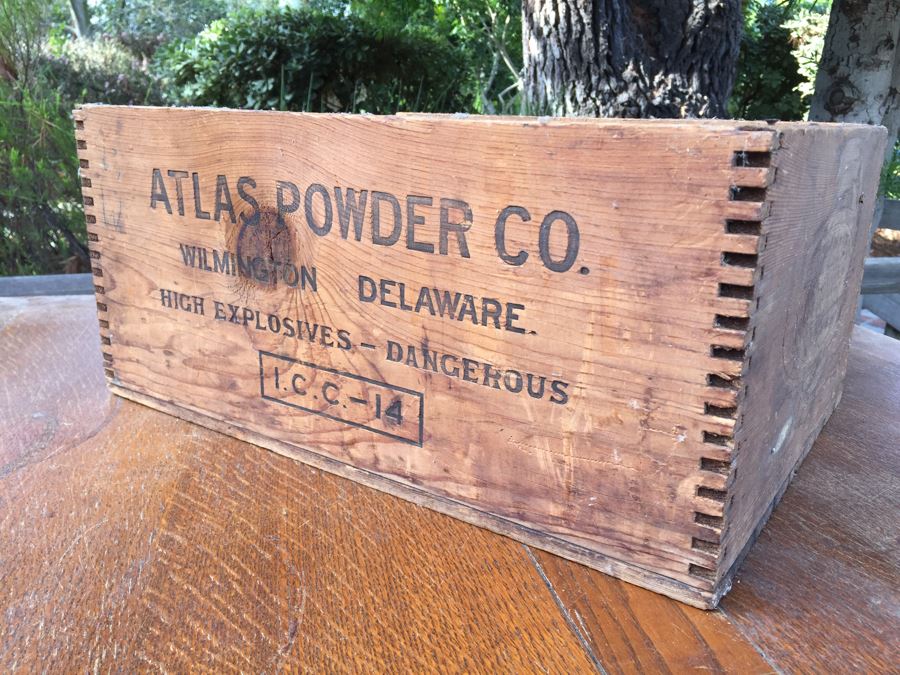 ATLAS POWDER CO.
WILMINGTON DELAWARE.
HIGH EXPLOSIVES – DANGEROUS
I.C.C.-14